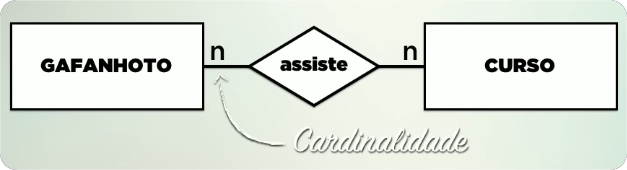 n n
GAFANHOTO assiste CURSO
Cardinalidade